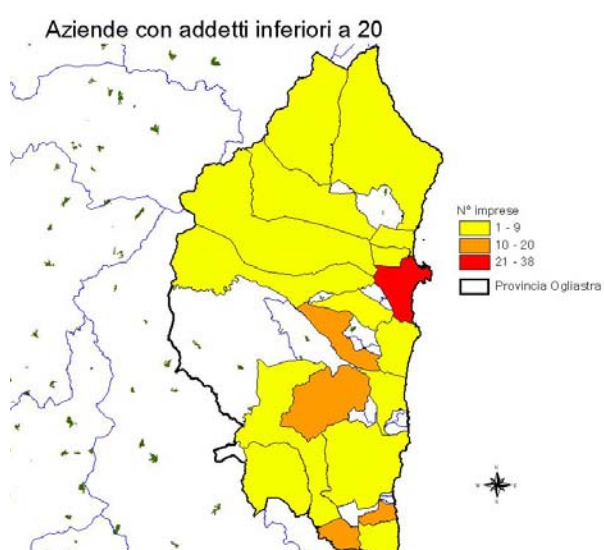 Aziende con addetti inferiori a 20
N° imprese
1 - 9
10 - 20
21 - 38
Provincia Ogliastra